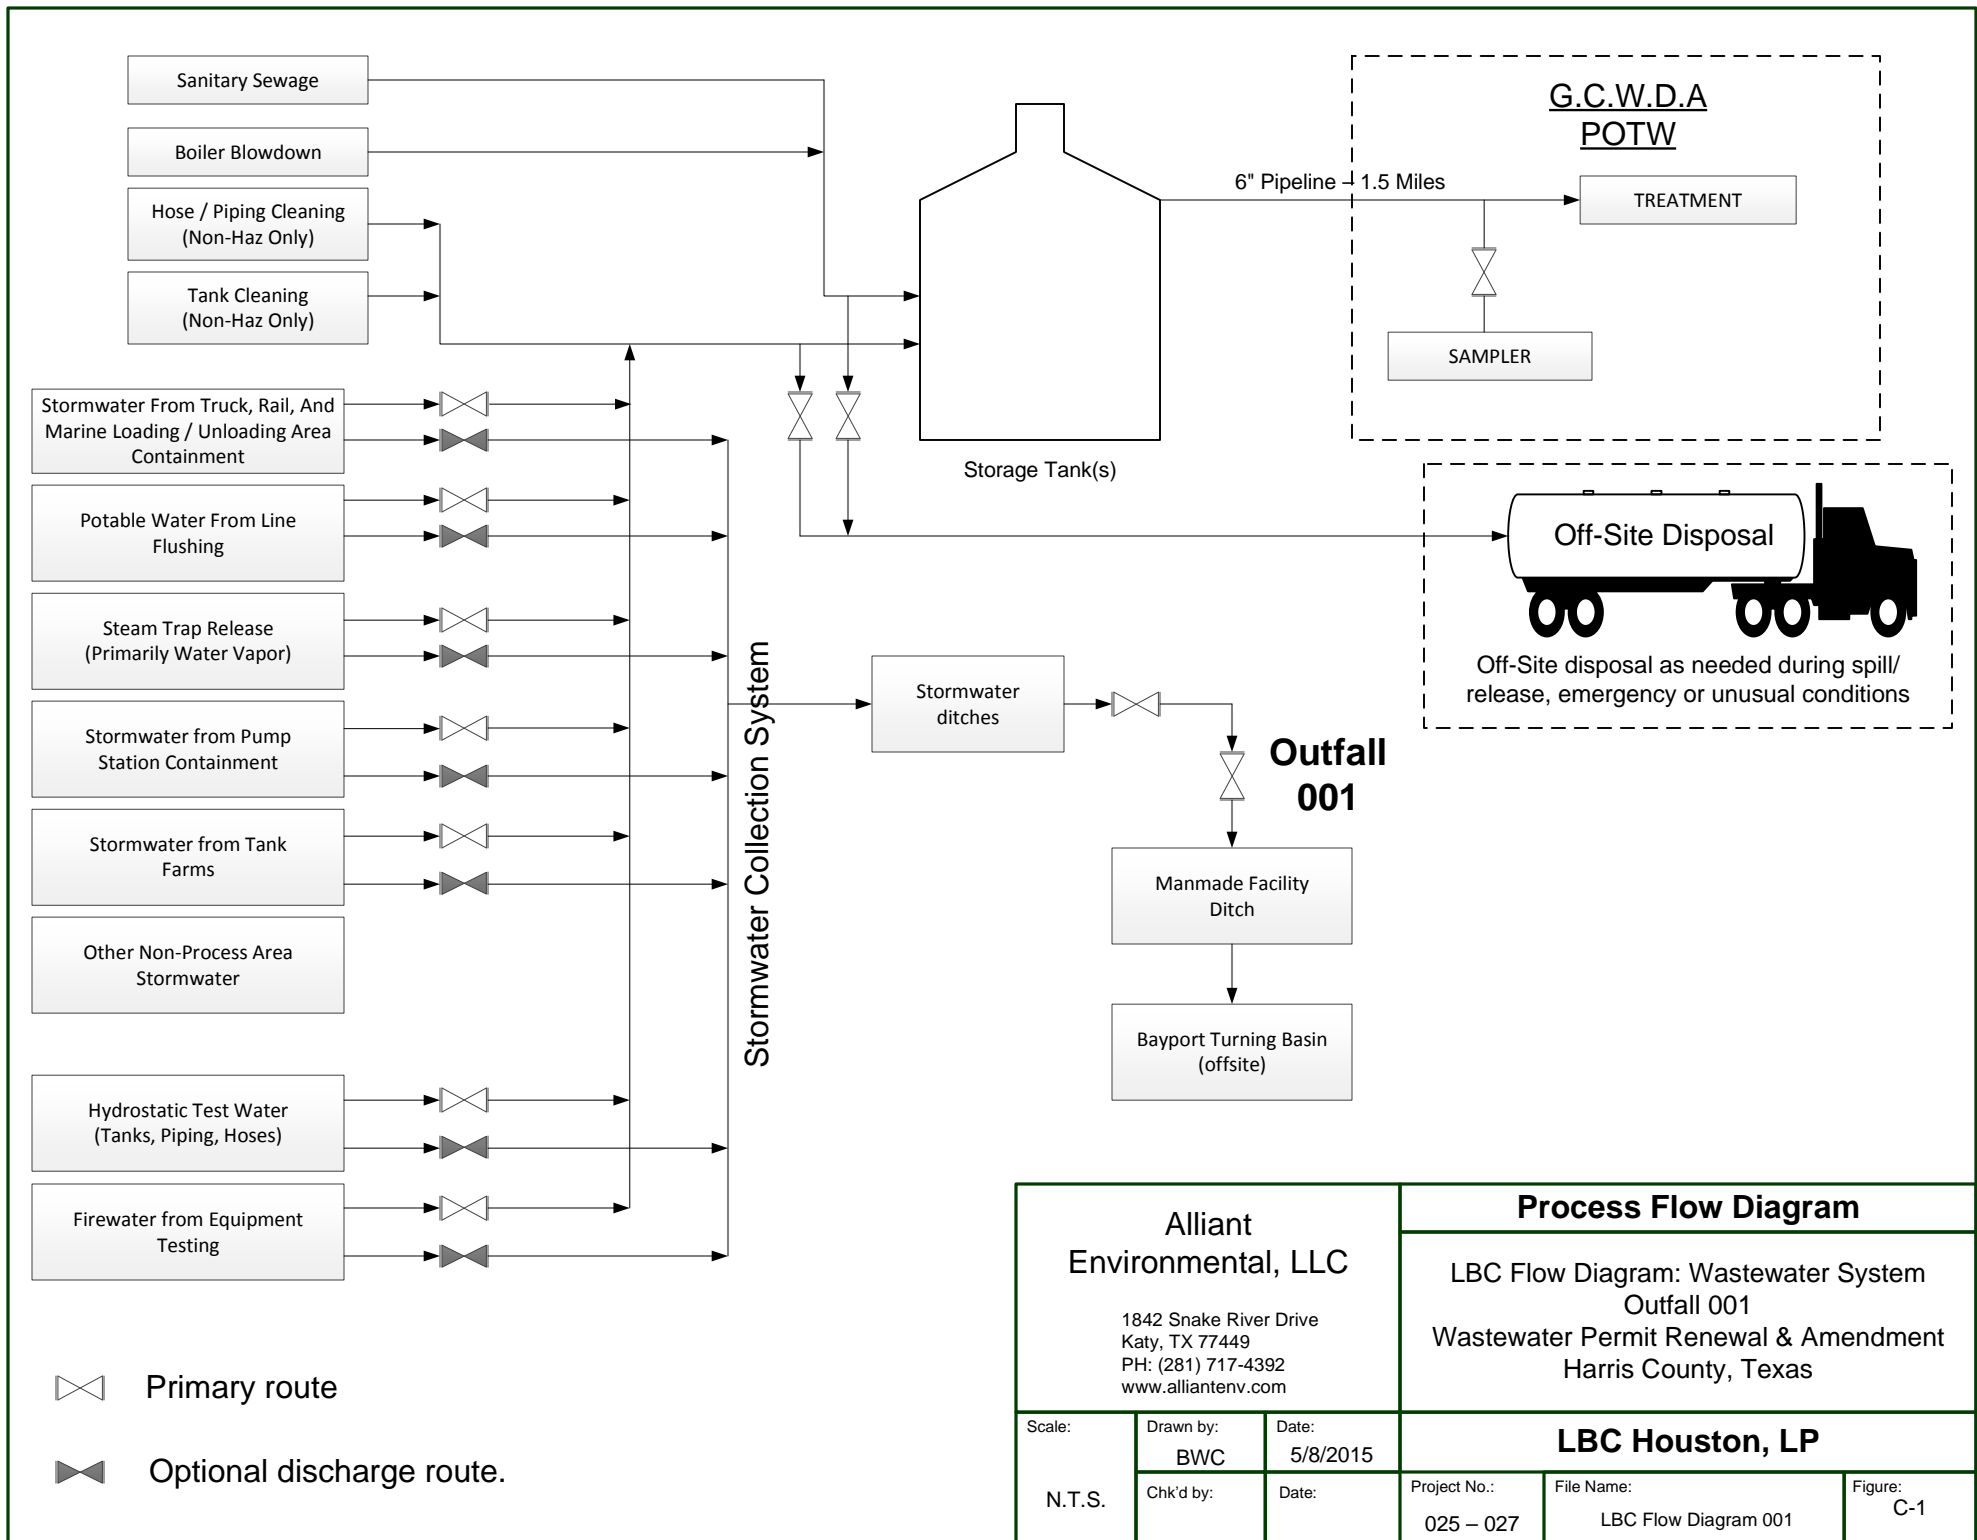 Sanitary Sewage
Boiler Blowdown
Hose / Piping Cleaning
(Non-Haz Only)
Tank Cleaning
(Non-Haz Only)
G.C.W.D.A
POTW
6" Pipeline – 1.5 Miles
TREATMENT
SAMPLER
Storage Tank(s)
Stormwater From Truck, Rail, And
Marine Loading / Unloading Area
Containment
Potable Water From Line
Flushing
Steam Trap Release
(Primarily Water Vapor)
Stormwater from Pump
Station Containment
Stormwater from Tank
Farms
Other Non-Process Area
Stormwater
Hydrostatic Test Water
(Tanks, Piping, Hoses)
Firewater from Equipment
Testing
Stormwater Collection System
Off-Site Disposal
Off-Site disposal as needed during spill/
release, emergency or unusual conditions
Stormwater
ditches
Outfall
001
Manmade Facility
Ditch
Bayport Turning Basin
(offsite)
Primary route
Optional discharge route.
Alliant
Environmental, LLC
1842 Snake River Drive
Katy, TX 77449
PH: (281) 717-4392
www.alliantenv.com
Process Flow Diagram
LBC Flow Diagram: Wastewater System
Outfall 001
Wastewater Permit Renewal & Amendment
Harris County, Texas
Scale:
N.T.S.
Drawn by:
BWC
Date:
5/8/2015
Chk'd by:
Date:
LBC Houston, LP
Project No.:
025 – 027
File Name:
LBC Flow Diagram 001
Figure:
C-1